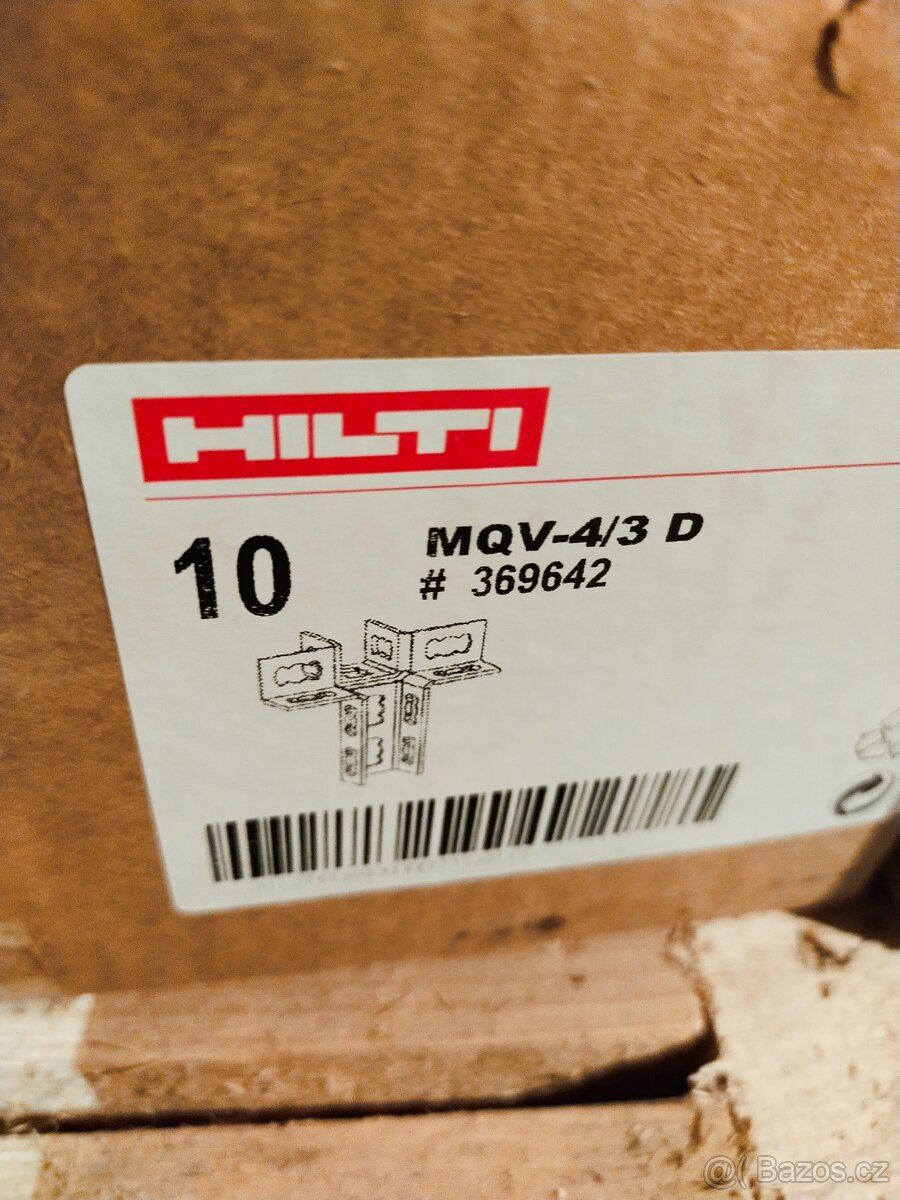 HILTI
10
MQV-4/3 D
# 369642
@( Bazos.cz